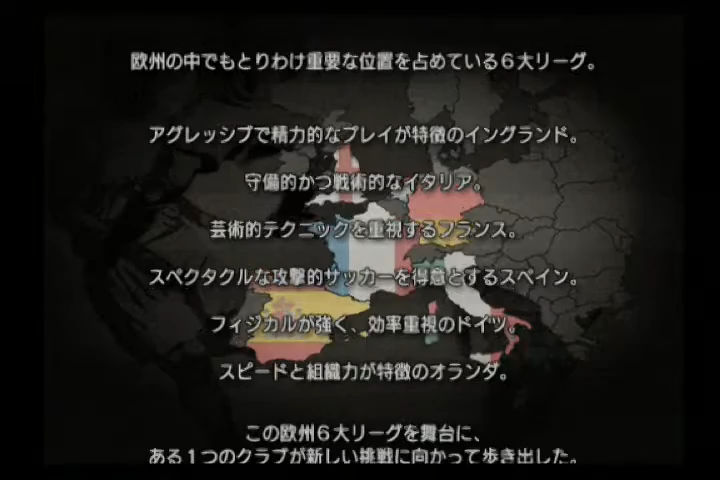 欧州の中でもとりわけ重要な位置を占めている６大リーグ。
アグレッシブで精力的なプレイが特徴のイングランド。
守備的かつ戦術的なイタリア。
芸術的テクニックを重視するフランス。
スペクタクルな攻撃的サッカーを得意とするスペイン。
フィジカルが強く、効率重視のドイツ。
スピードと組織力が特徴のオランダ。
この欧州６大リーグを舞台に、
ある１つのクラブが新しい挑戦に向かって歩き出した。